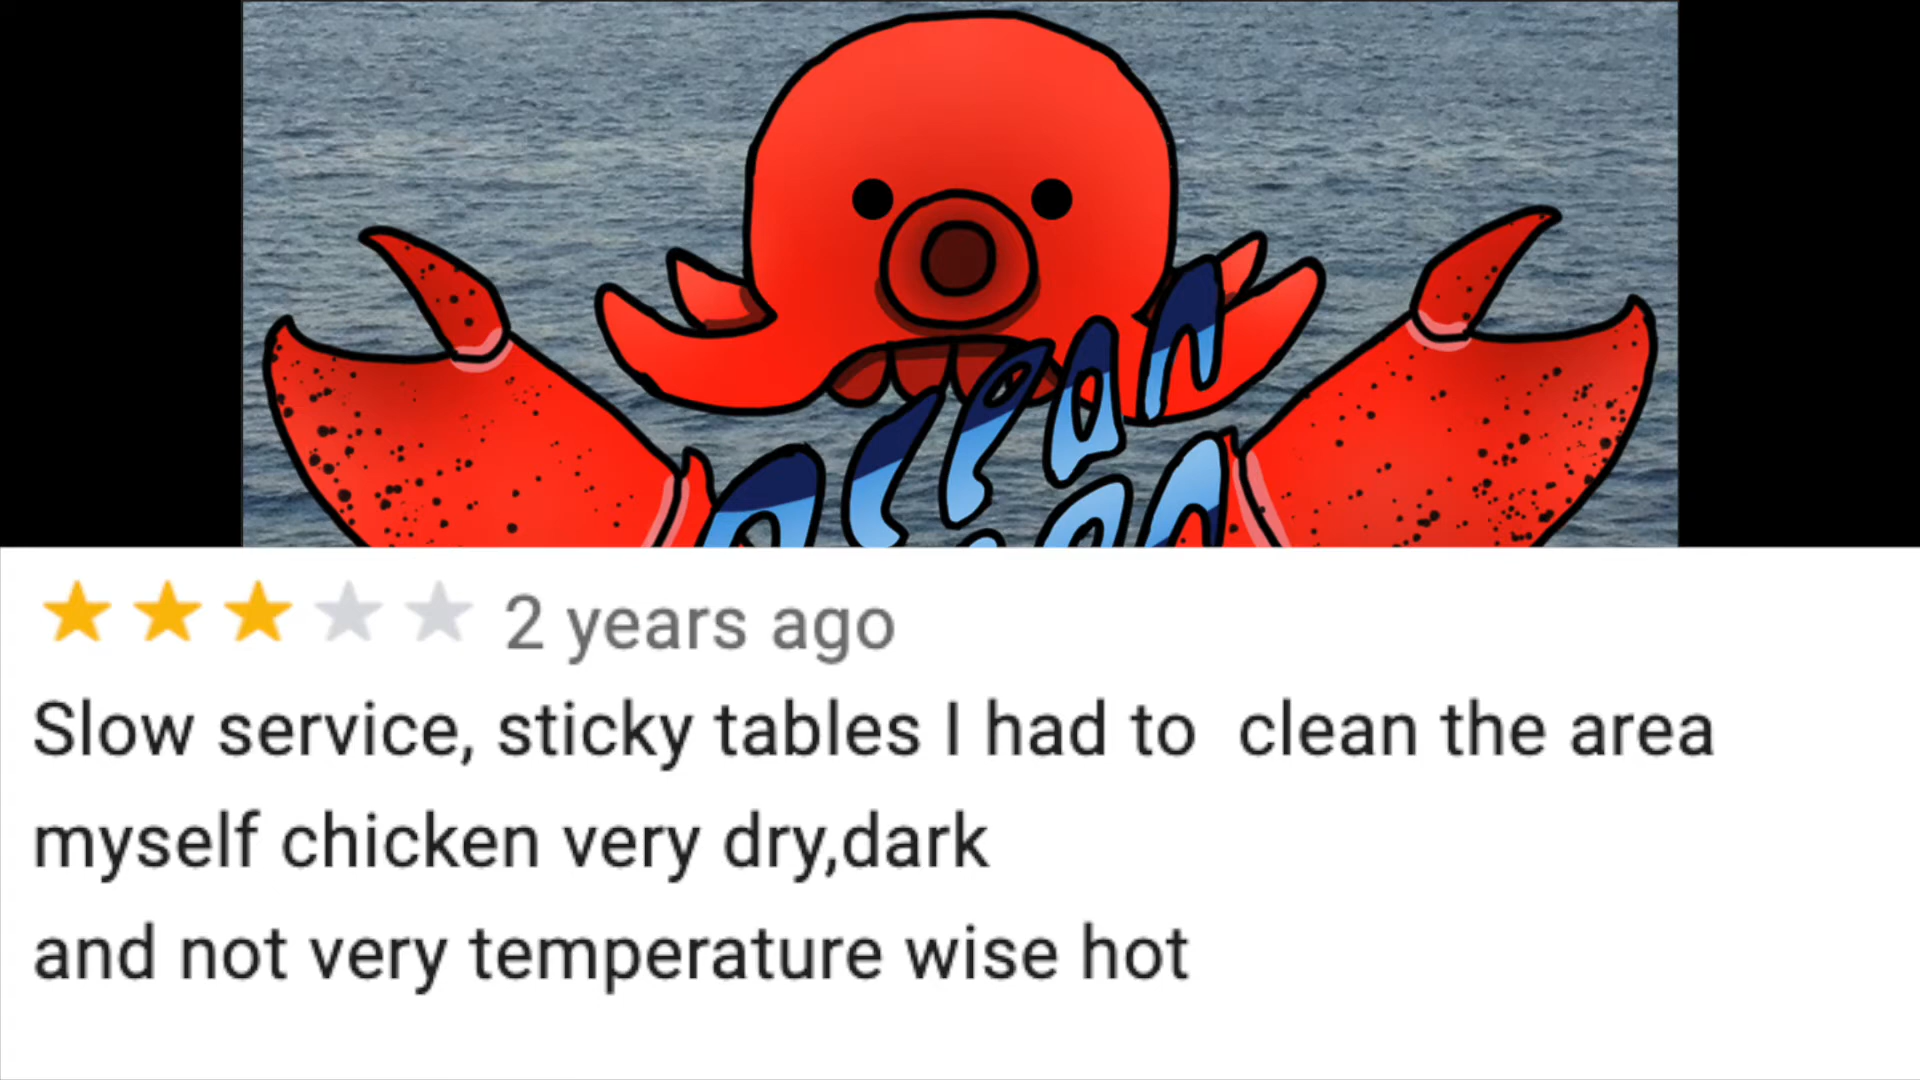 ocean
2 years ago
Slow service, sticky tables I had to  clean the area
myself chicken very dry,dark
and not very temperature wise hot